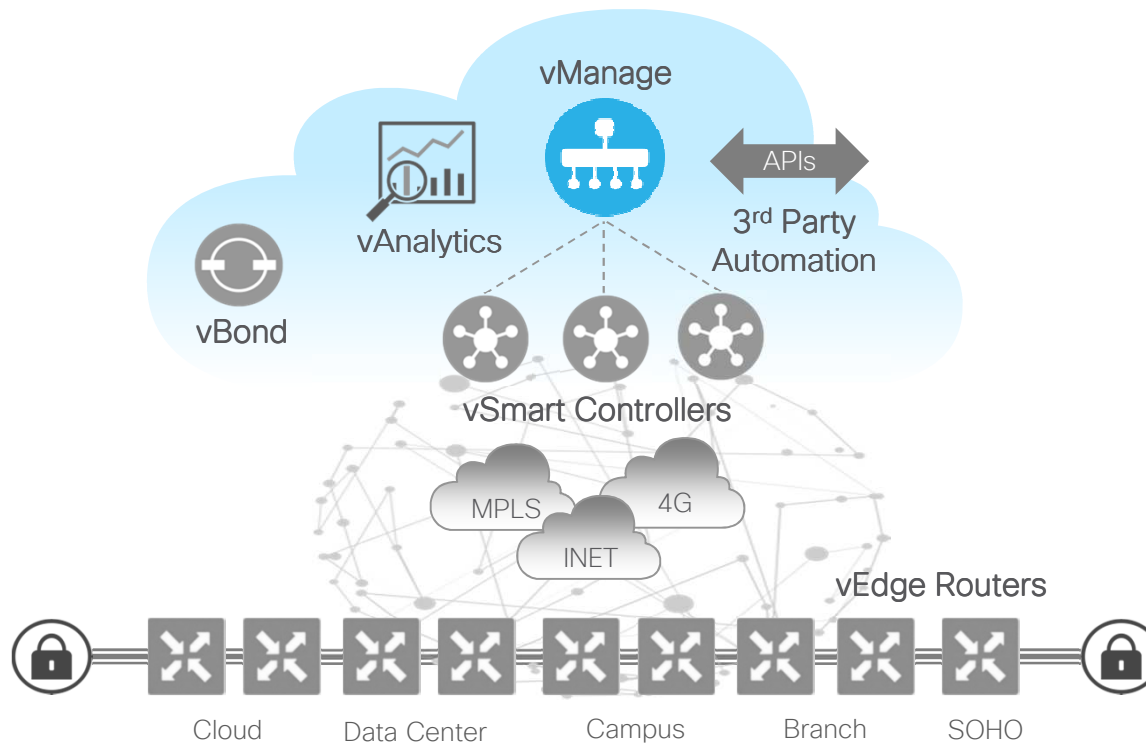 vManage
APIs
vAnalytics
3rd Party
Automation
vBond
vSmart Controllers
MPLS
4G
INET
vEdge Routers
Cloud
Data Center
Campus
Branch
SOHO